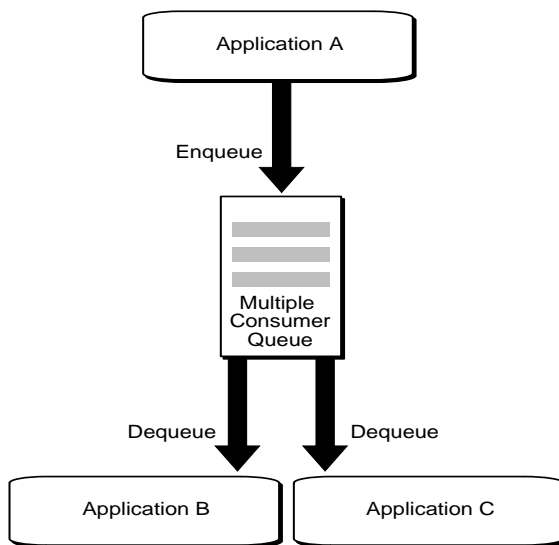 Application A
Enqueue
Multiple
Consumer
Queue
Dequeue
Dequeue
Application B
Application C